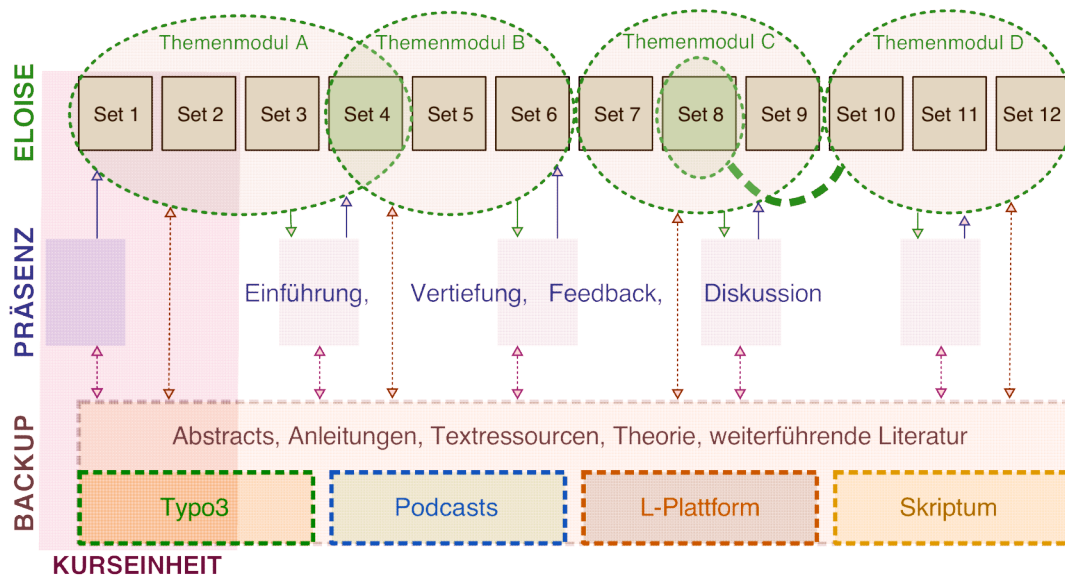 Themenmodul A
Themenmodul B
Themenmodul C
Themenmodul D
ELOISE
Set 1
Set 2
Set 3
Set 4
Set 5
Set 6
Set 7
Set 8
Set 9
Set 10
Set 11
Set 12
PRÄSENZ
Einführung, Vertiefung, Feedback, Diskussion
BACKUP
Abstracts, Anleitungen, Textressourcen, Theorie, weiterführende Literatur
Typo3
Podcasts
L-Plattform
Skriptum
KURSEINHEIT